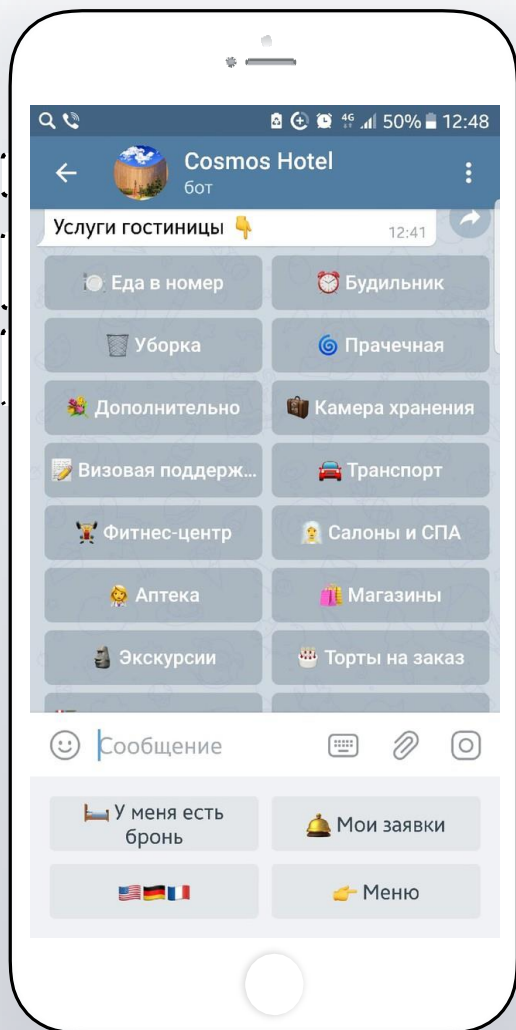 4G 50% 12:48
Cosmos Hotel
бот
Услуги гостиницы 👇 12:41
🍽 Еда в номер
⏰ Будильник
🗑 Уборка
🌀 Прачечная
💐 Дополнительно
🧳 Камера хранения
📝 Визовая поддерж...
🚘 Транспорт
🏋 Фитнес-центр
👰 Салоны и СПА
👩‍⚕️ Аптека
🛍 Магазины
🗿 Экскурсии
🎂 Торты на заказ
Сообщение
🛏 У меня есть
бронь
🛎 Мои заявки
🇺🇸🇩🇪🇫🇷
👉 Меню